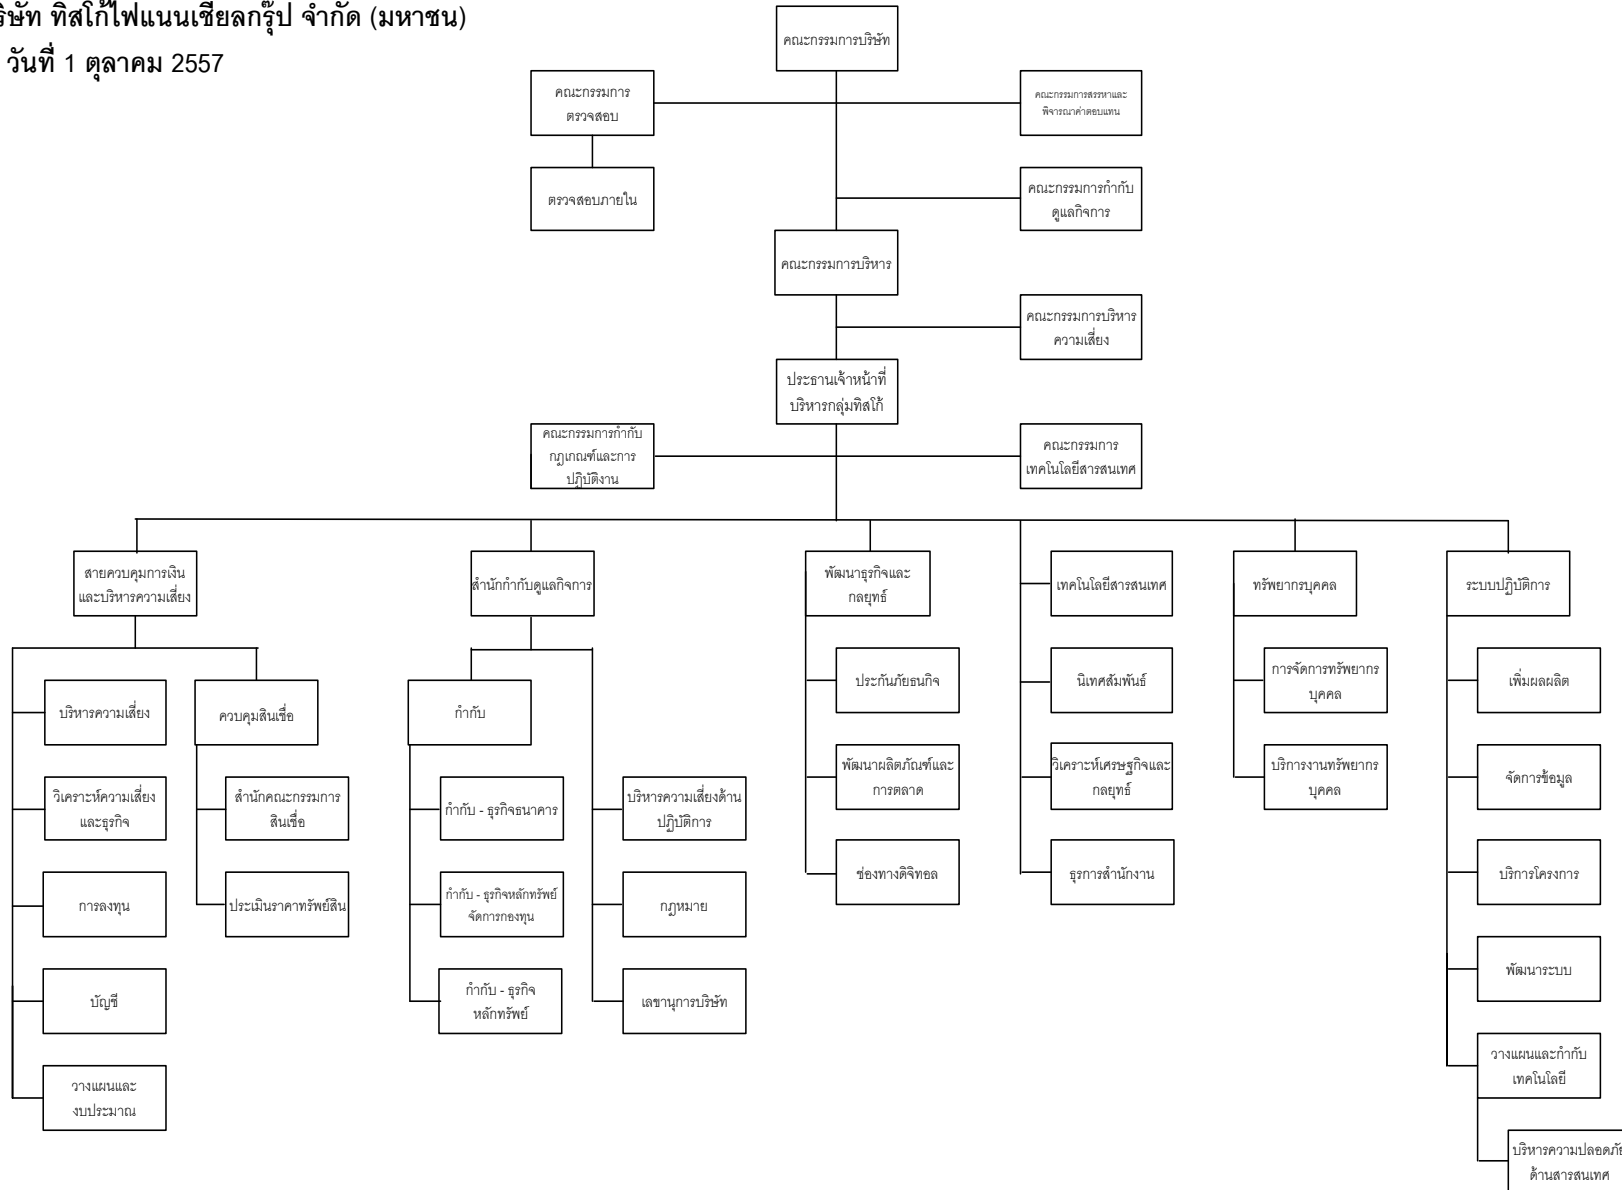 ริษัท ทิสโก้ไฟแนนเชียลกรุ๊ป จำกัด (มหาชน)
วันที่ 1 ตุลาคม 2557
คณะกรรมการบริษัท
คณะกรรมการ
ตรวจสอบ
คณะกรรมการสรรหาและ
พิจารณาค่าตอบแทน
ตรวจสอบภายใน
คณะกรรมการกำกับ
ดูแลกิจการ
คณะกรรมการบริหาร
คณะกรรมการบริหาร
ความเสี่ยง
ประธานเจ้าหน้าที่
บริหารกลุ่มทิสโก้
คณะกรรมการกำกับ
กฎเกณฑ์และการ
ปฏิบัติงาน
คณะกรรมการ
เทคโนโลยีสารสนเทศ
สายควบคุมการเงิน
และบริหารความเสี่ยง
สำนักกำกับดูแลกิจการ
พัฒนาธุรกิจและ
กลยุทธ์
เทคโนโลยีสารสนเทศ
ทรัพยากรบุคคล
ระบบปฏิบัติการ
บริหารความเสี่ยง
ควบคุมสินเชื่อ
กำกับ
ประกันภัยธนกิจ
นิเทศสัมพันธ์
การจัดการทรัพยากร
บุคคล
เพิ่มผลผลิต
วิเคราะห์ความเสี่ยง
และธุรกิจ
สำนักคณะกรรมการ
สินเชื่อ
กำกับ - ธุรกิจธนาคาร
บริหารความเสี่ยงด้าน
ปฏิบัติการ
พัฒนาผลิตภัณฑ์และ
การตลาด
วิเคราะห์เศรษฐกิจและ
กลยุทธ์
บริการงานทรัพยากร
บุคคล
จัดการข้อมูล
การลงทุน
ประเมินราคาทรัพย์สิน
กำกับ - ธุรกิจหลักทรัพย์
จัดการกองทุน
กฎหมาย
ช่องทางดิจิทอล
ธุรการสำนักงาน
บริการโครงการ
บัญชี
กำกับ - ธุรกิจ
หลักทรัพย์
เลขานุการบริษัท
พัฒนาระบบ
วางแผนและ
งบประมาณ
วางแผนและกำกับ
เทคโนโลยี
บริหารความปลอดภัย
ด้านสารสนเทศ